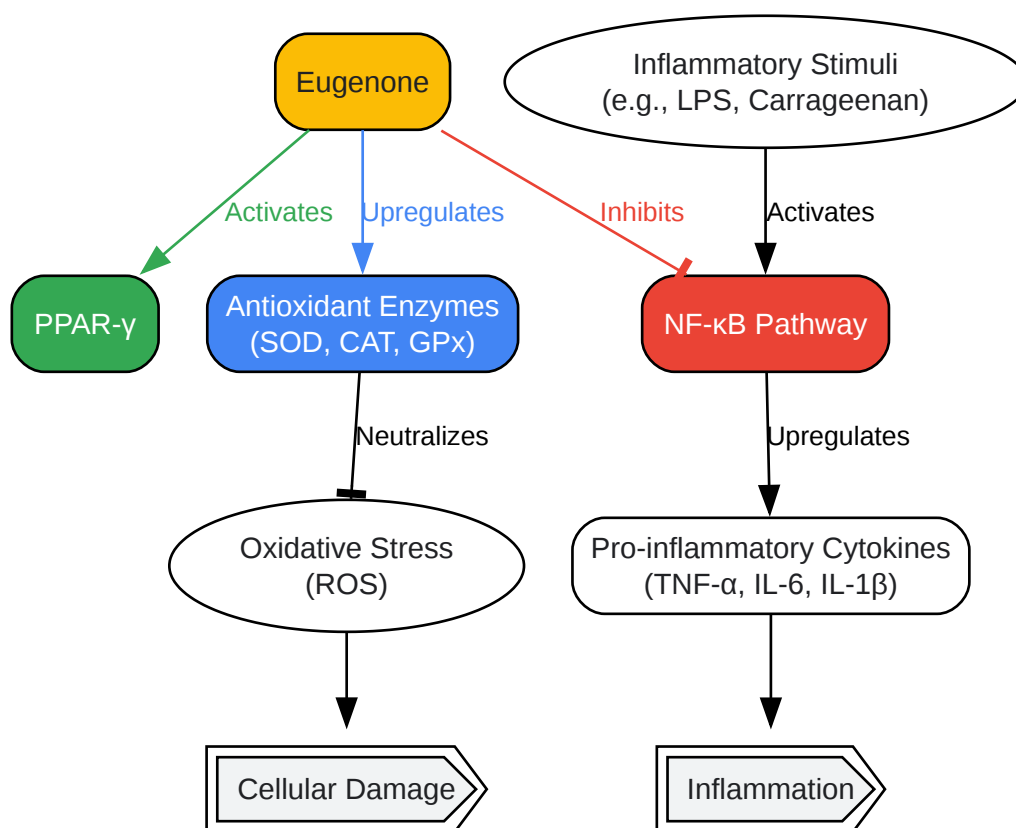 Eugenone
Inflammatory Stimuli
(e.g., LPS, Carrageenan)
Activates
Upregulates
Inhibits
Activates
PPAR-γ
Antioxidant Enzymes
(SOD, CAT, GPx)
NF-κB Pathway
Neutralizes
Upregulates
Oxidative Stress
(ROS)
Pro-inflammatory Cytokines
(TNF-α, IL-6, IL-1β)
Cellular Damage
Inflammation